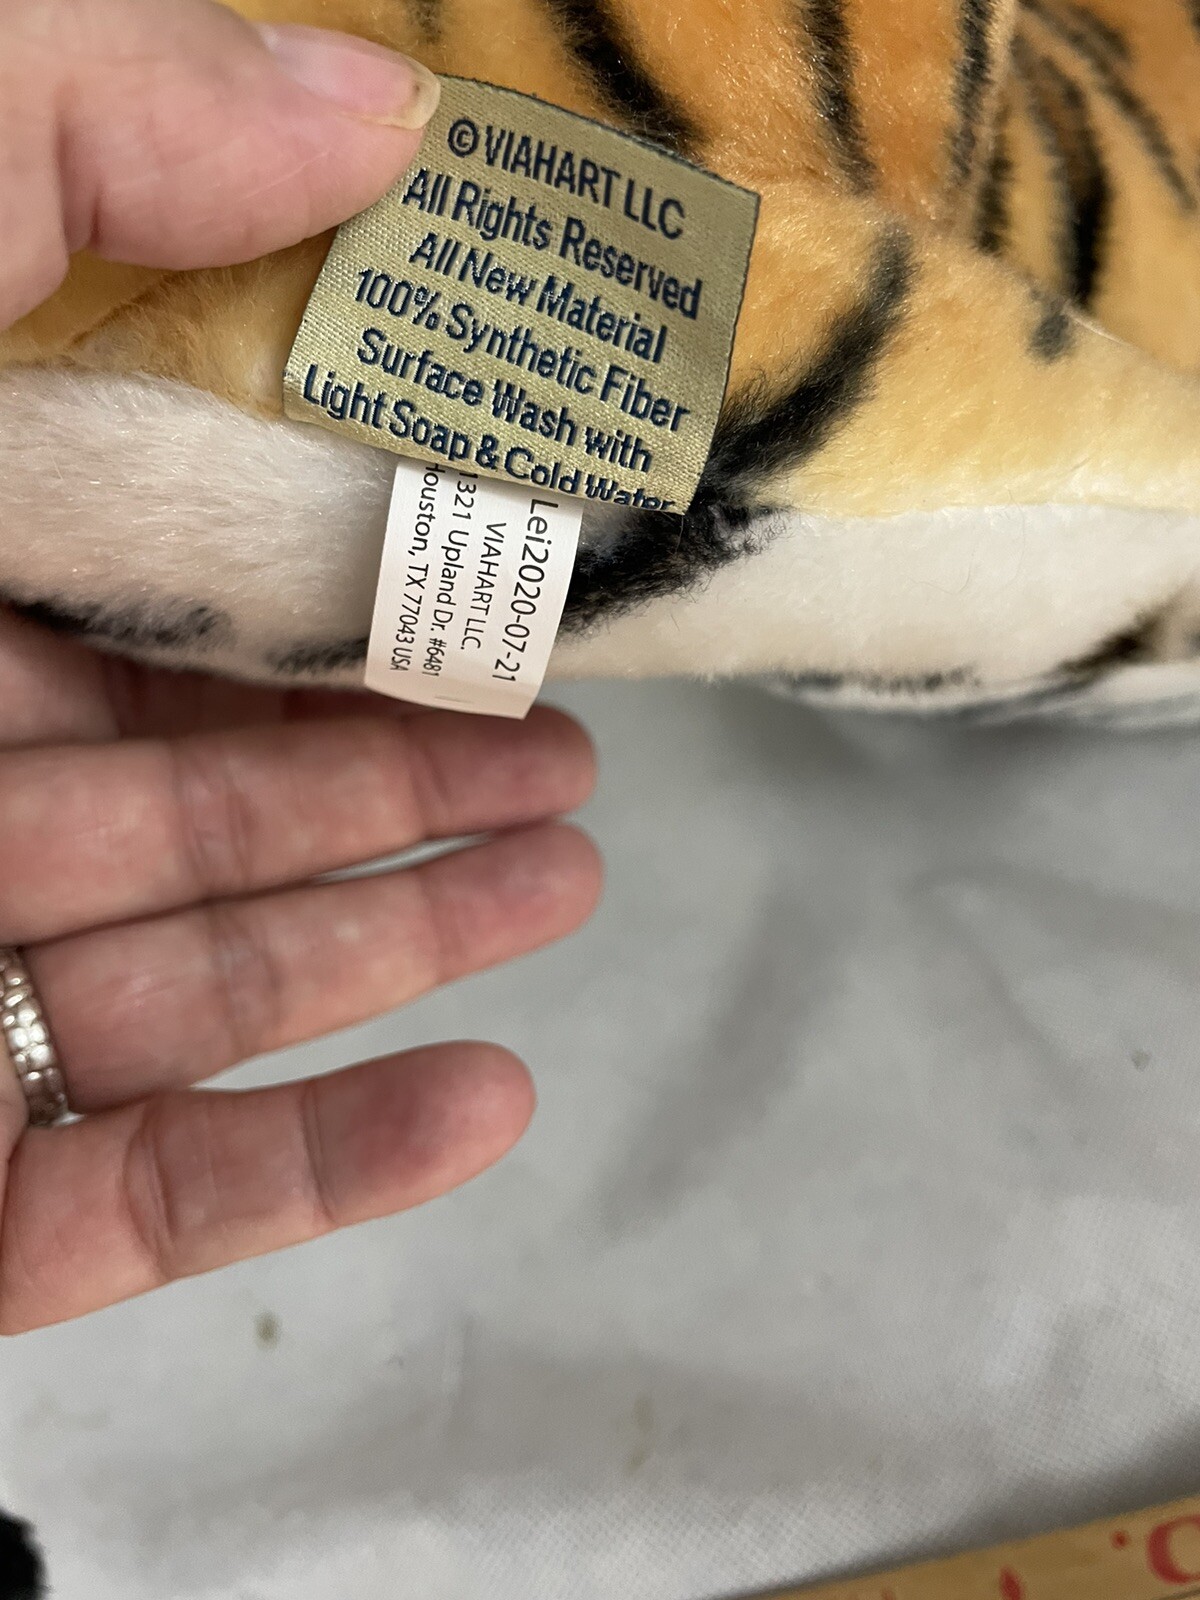 © VIAHART LLC
All Rights Reserved
All New Material
100% Synthetic Fiber
Surface Wash with
Light Soap & Cold Water
Lei2020-07-21
VIAHART LLC.
1321 Upland Dr. #6481
Houston, TX 77043 USA